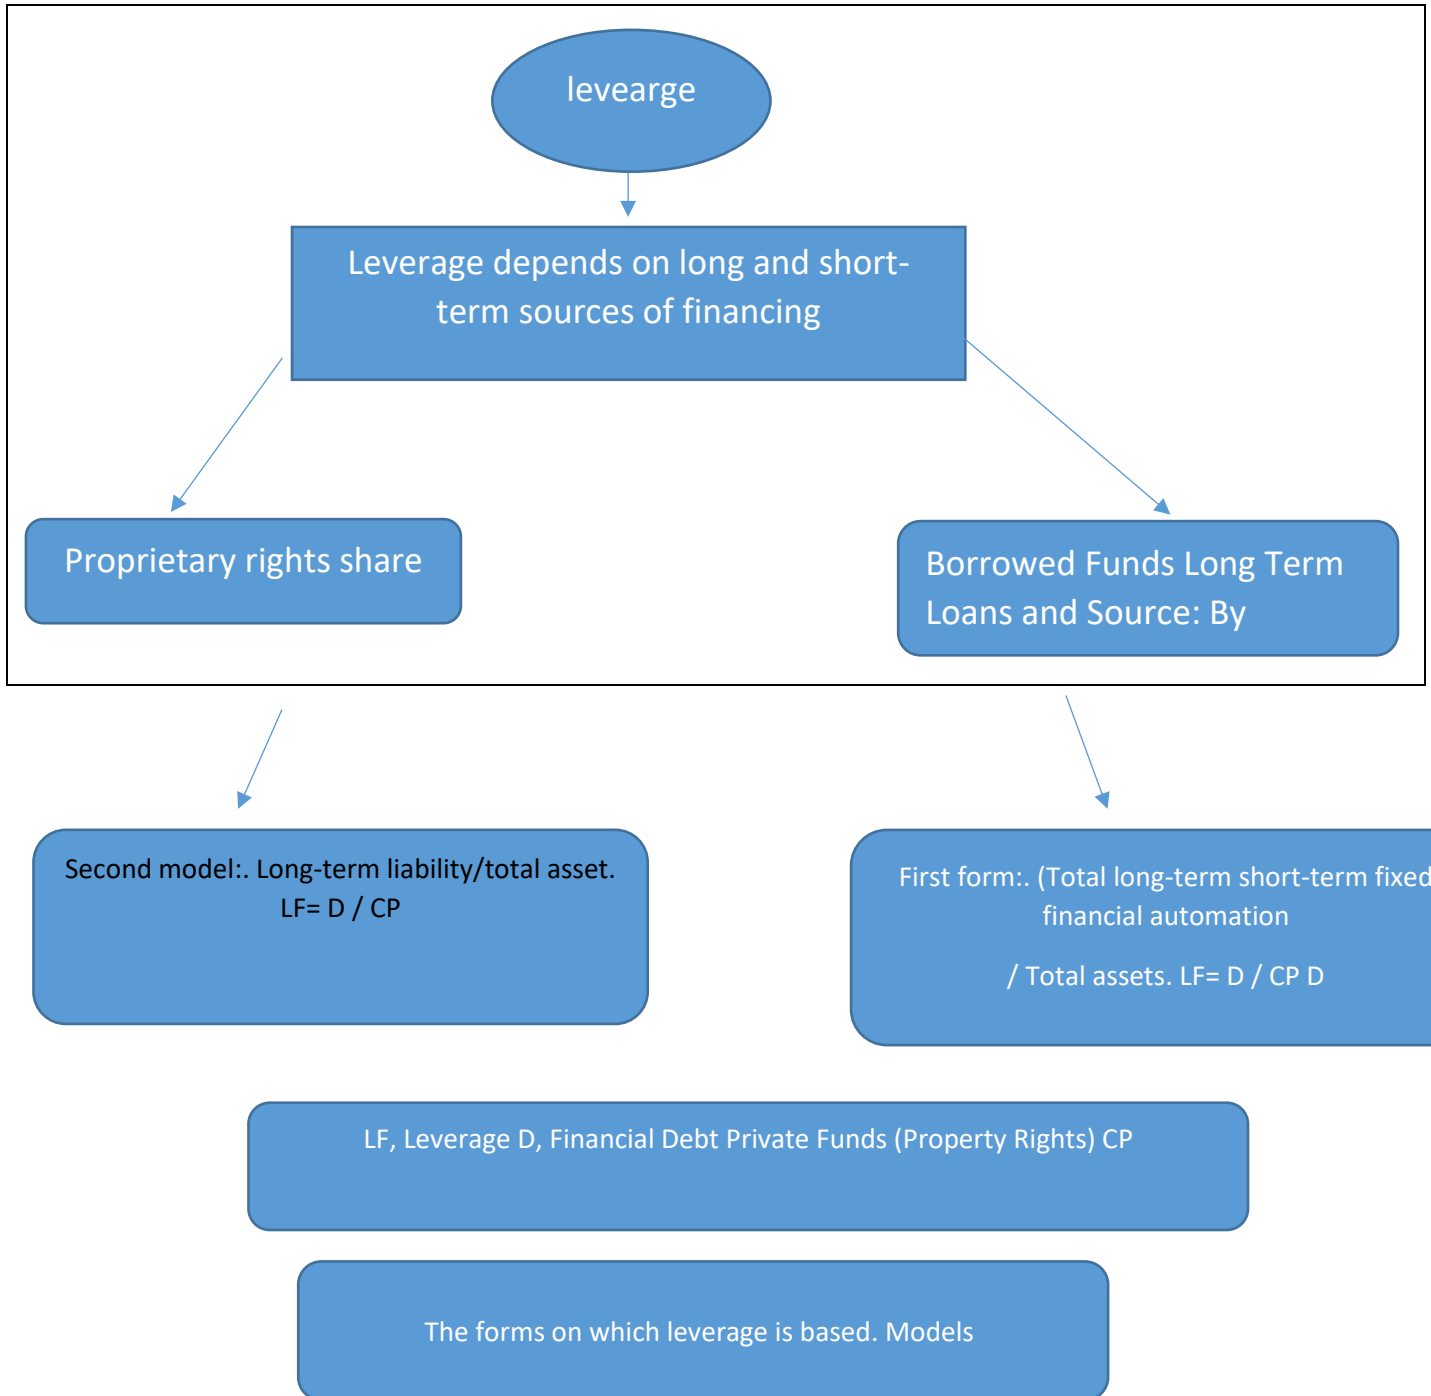 levearge
Leverage depends on long and short-
term sources of financing
Proprietary rights share
Borrowed Funds Long Term
Loans and Source: By
Second model:. Long-term liability/total asset.
LF= D / CP
First form:. (Total long-term short-term fixed
financial automation
/ Total assets. LF= D / CP D
LF, Leverage D, Financial Debt Private Funds (Property Rights) CP
The forms on which leverage is based. Models